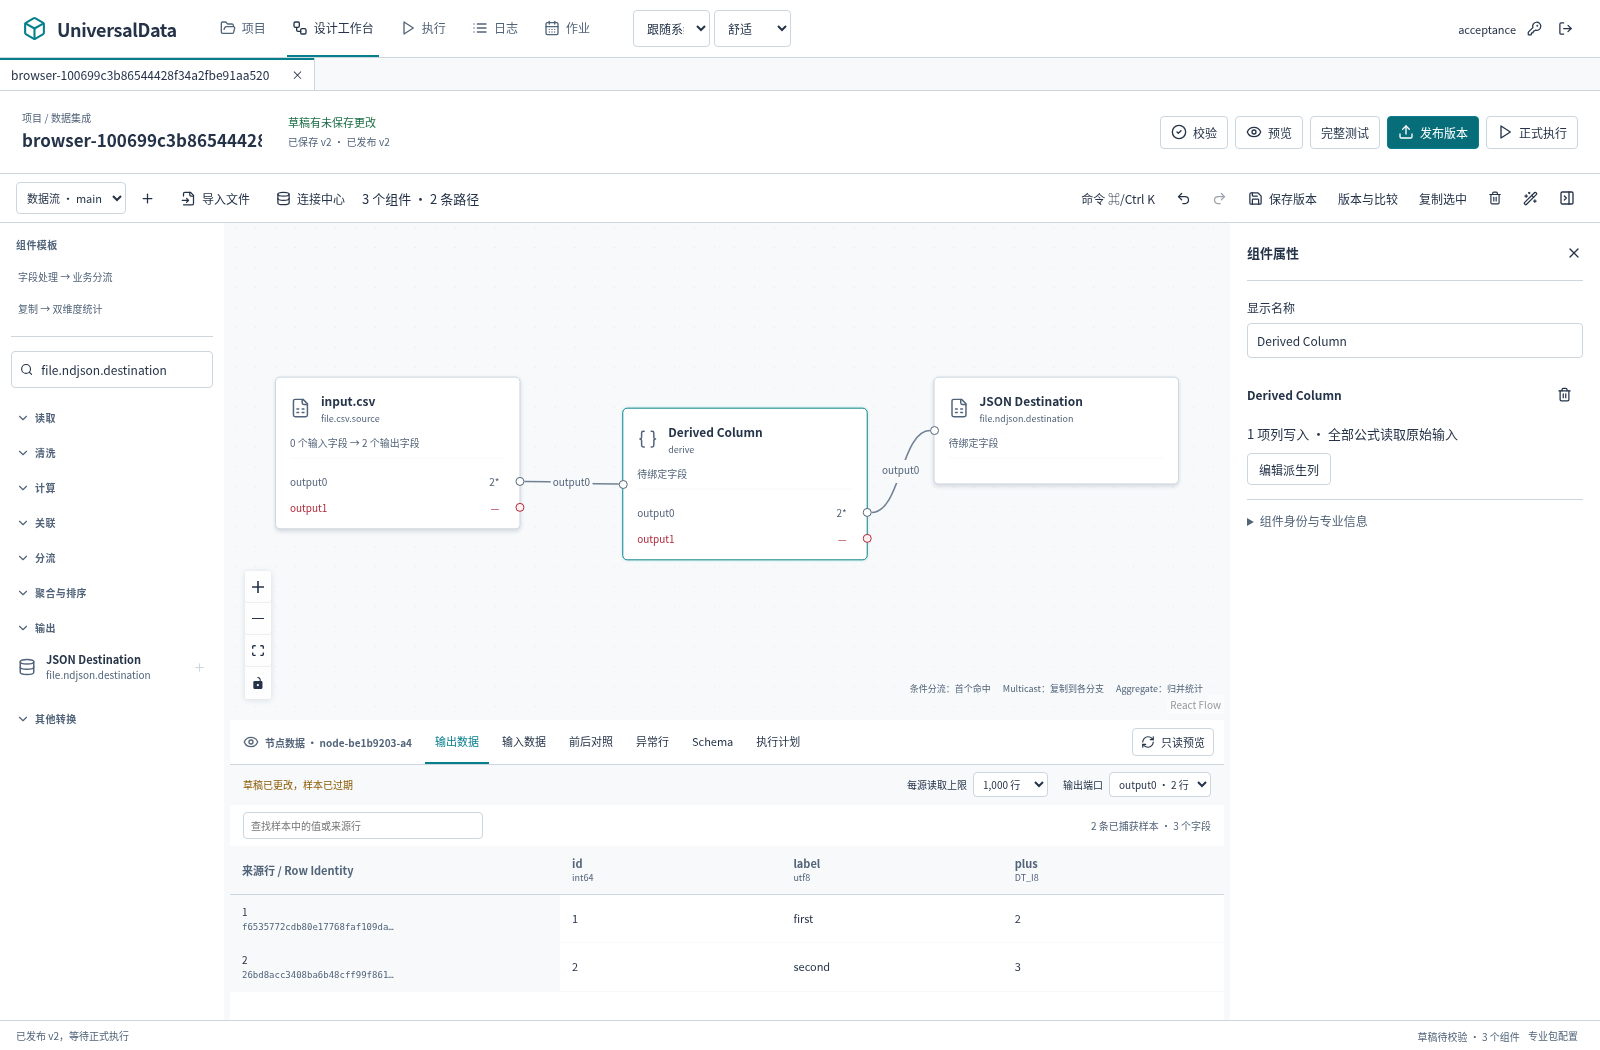 UniversalData
项目
设计工作台
执行
日志
作业
跟随系
舒适
acceptance
browser-100699c3b86544428f34a2fbe91aa520
项目 / 数据集成
browser-100699c3b86544428
草稿有未保存更改
已保存 v2 · 已发布 v2
校验
预览
完整测试
发布版本
正式执行
数据流 · main
导入文件
连接中心
3 个组件 · 2 条路径
命令 ⌘/Ctrl K
保存版本
版本与比较
复制选中
组件模板
字段处理 → 业务分流
复制 → 双维度统计
file.ndjson.destination
读取
清洗
计算
关联
分流
聚合与排序
输出
JSON Destination
file.ndjson.destination
其他转换
input.csv
file.csv.source
0 个输入字段 → 2 个输出字段
output0 2*
output1 —
output0
Derived Column
derive
待绑定字段
output0 2*
output1 —
output0
JSON Destination
file.ndjson.destination
待绑定字段
条件分流：首个命中 Multicast：复制到各分支 Aggregate：归并统计
React Flow
组件属性
显示名称
Derived Column
Derived Column
1 项列写入 · 全部公式读取原始输入
编辑派生列
组件身份与专业信息
节点数据 · node-be1b9203-a4
输出数据
输入数据
前后对照
异常行
Schema
执行计划
只读预览
草稿已更改，样本已过期
每源读取上限
1,000 行
输出端口
output0 · 2 行
查找样本中的值或来源行
2 条已捕获样本 · 3 个字段
来源行 / Row Identity
id
int64
label
utf8
plus
DT_I8
1
f6535772cdb80e17768faf109da…
1
first
2
2
26bd8acc3408ba6b48cff99f861…
2
second
3
已发布 v2，等待正式执行
草稿待校验 · 3 个组件
专业包配置